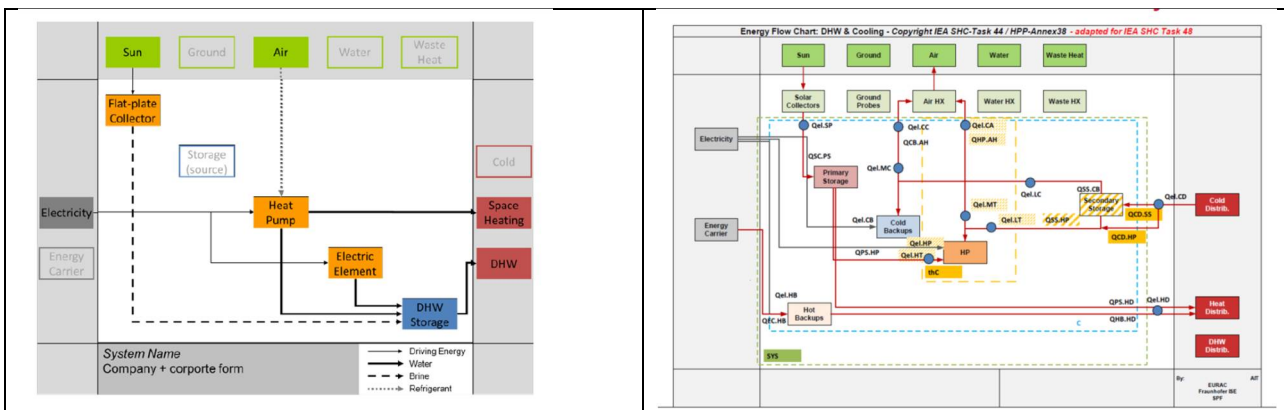 Sun
Ground
Air
Water
Waste
Heat
Flat-plate
Collector
Storage
(source)
Cold
Electricity
Heat
Pump
Space
Heating
Energy
Carrier
Electric
Element
DHW
DHW
Storage
System Name
Company + corporte form
Driving Energy
Water
Brine
Refrigerant
Energy Flow Chart: DHW & Cooling - Copyright IEA SHC-Task 44 / HPP-Annex38 - adapted for IEA SHC Task 48
Sun
Ground
Air
Water
Waste Heat
Solar
Collectors
Ground
Probes
Air HX
Water HX
Waste HX
Qel.SP
Qel.CC
Qel.CA
Electricity
QCB.AH
QHP.AH
QSC.PS
Qel.MC
Primary
Storage
Qel.LC
QSS.CB
Secondary
Storage
Qel.CD
Cold
Distrib.
Qel.MT
Qel.CB
Cold
Backups
Qel.LT
QSS.HP
QCD.SS
QCD.HP
Energy
Carrier
Qel.HP
QPS.HP
Qel.HT
HP
thC
Qel.HB
QEC.HB
Hot
Backups
QPS.HD
Qel.HD
QHB.HD
Heat
Distrib.
C
DHW
Distrib.
SYS
By:
AIT
EURAC
Fraunhofer ISE
SPF